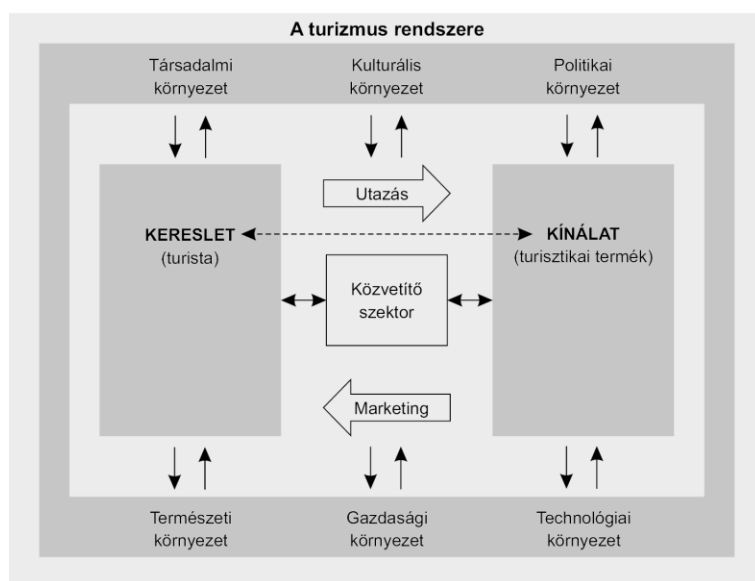 A turizmus rendszere
Társadalmi
környezet
Kulturális
környezet
Politikai
környezet
Utazás
KERESLET
(turista)
KÍNÁLAT
(turisztikai termék)
Közvetítő
szektor
Marketing
Természeti
környezet
Gazdasági
környezet
Technológiai
környezet